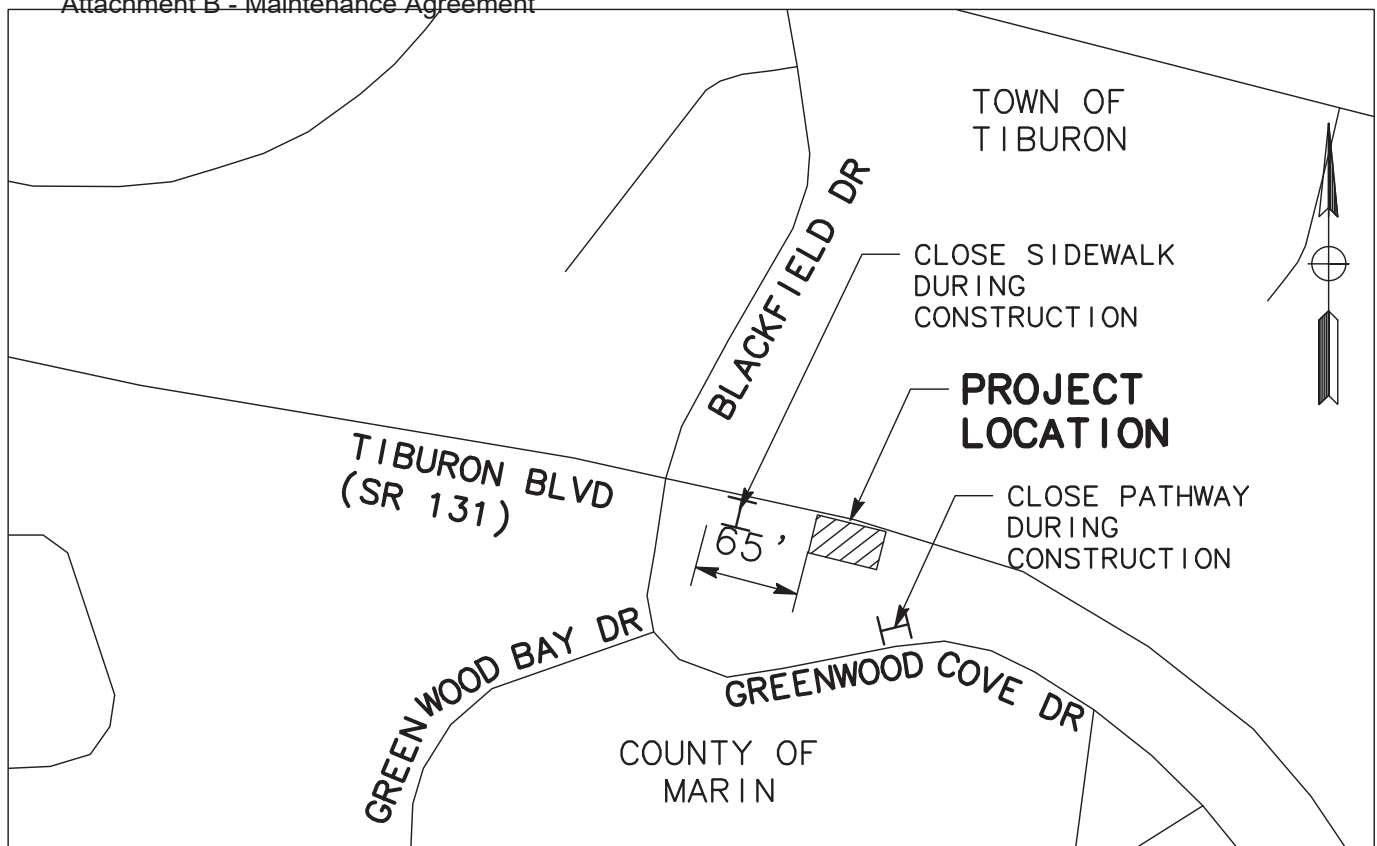 Attachment B - Maintenance Agreement
TOWN OF
TIBURON
BLACKFIELD DR
CLOSE SIDEWALK
DURING
CONSTRUCTION
PROJECT
LOCATION
TIBURON BLVD
(SR 131)
CLOSE PATHWAY
DURING
CONSTRUCTION
65'
GREENWOOD BAY DR
GREENWOOD COVE DR
COUNTY OF
MARIN